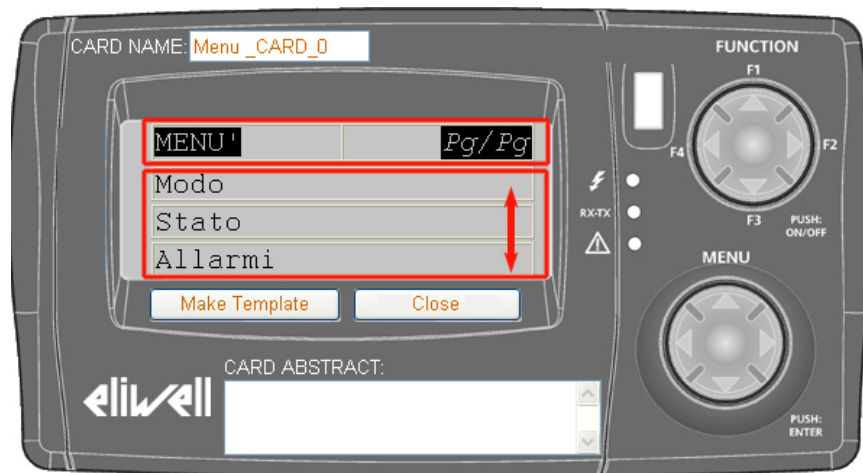 CARD NAME: Menu _CARD_0
FUNCTION
F1
MENU' Pg/Pg
F4
F2
Modo
RX-TX
Stato
F3
PUSH:
ON/OFF
Allarmi
MENU
Make Template Close
CARD ABSTRACT:
eliwell
PUSH:
ENTER